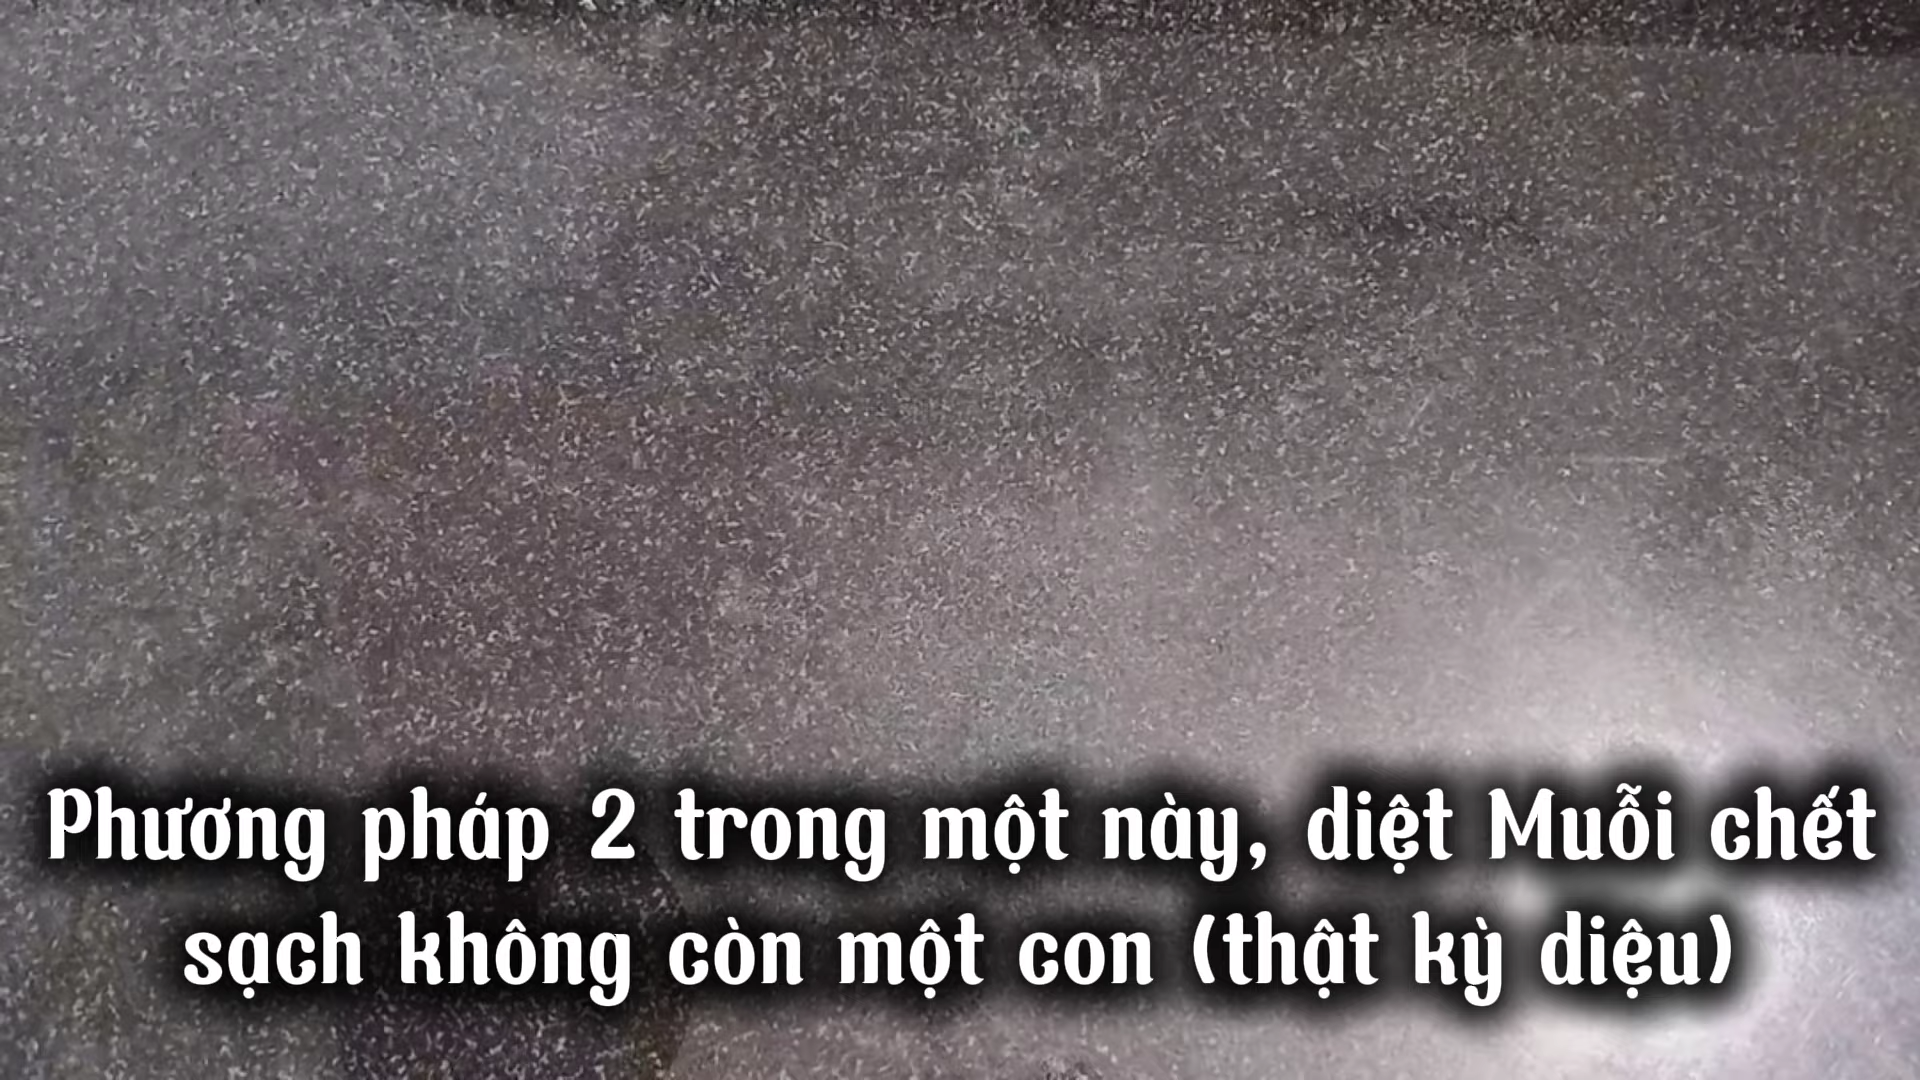 Phương pháp 2 trong một này, diệt Muỗi chết
sạch không còn một con (thật kỳ diệu)